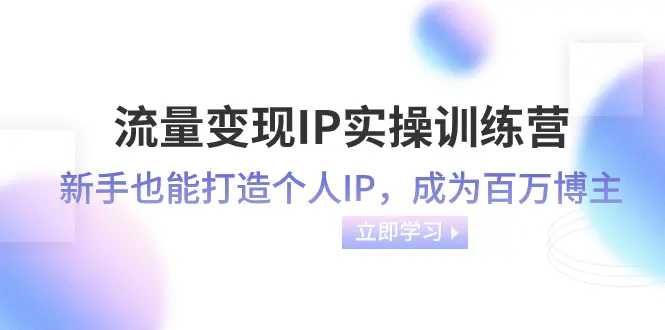 流量变现IP实操训练营
新手也能打造个人IP，成为百万博主
立即学习